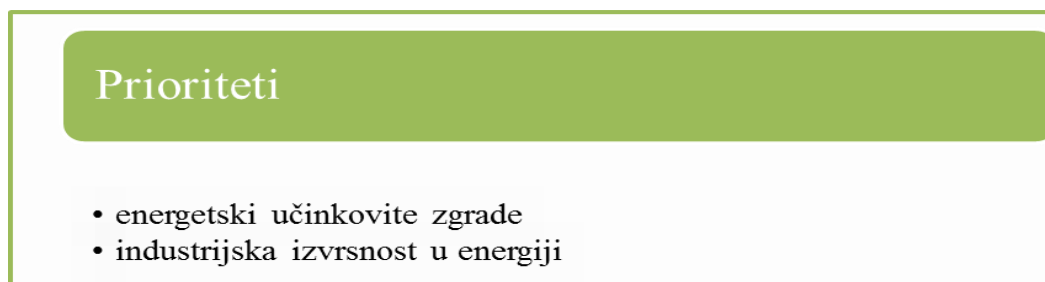 Prioriteti
• energetski učinkovite zgrade
• industrijska izvrsnost u energiji